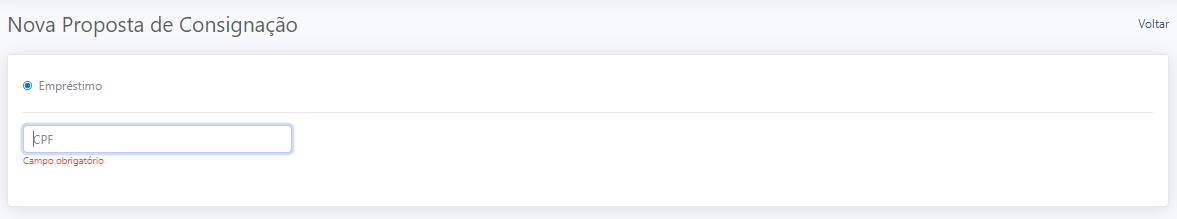 Nova Proposta de Consignação
Voltar
Empréstimo
CPF
Campo obrigatório